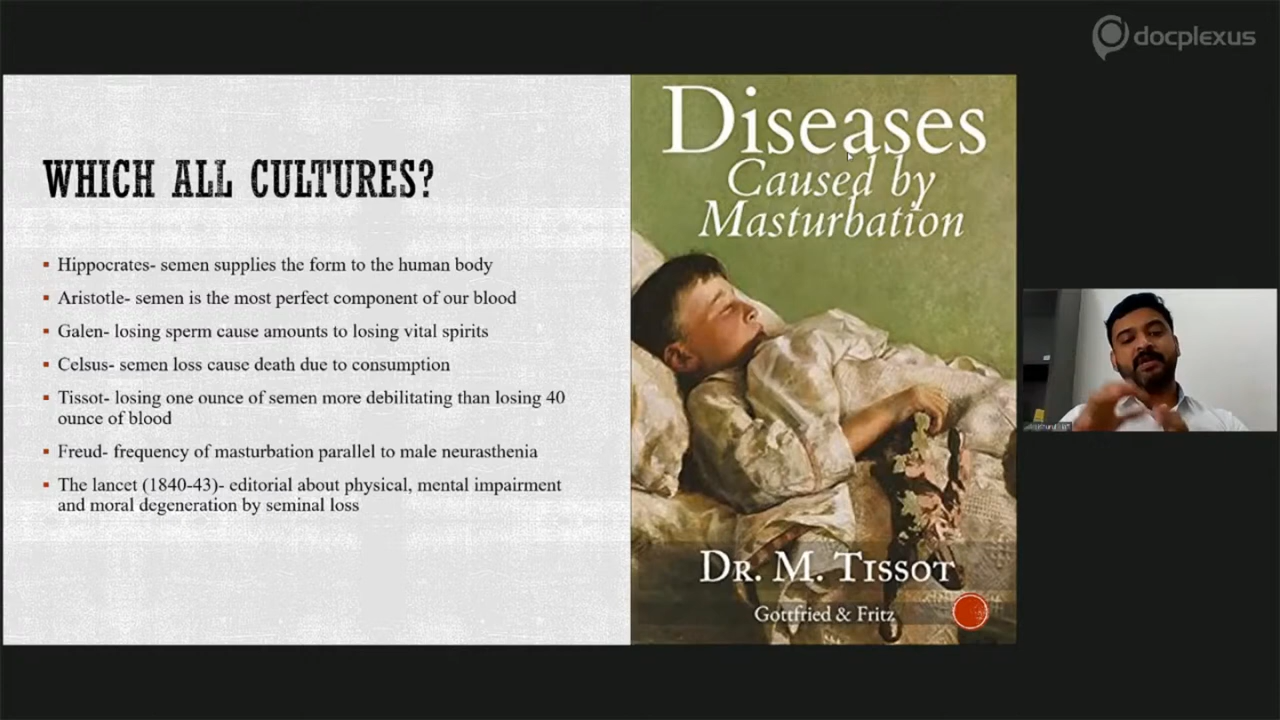 docplexus
WHICH ALL CULTURES?
▪ Hippocrates- semen supplies the form to the human body
▪ Aristotle- semen is the most perfect component of our blood
▪ Galen- losing sperm cause amounts to losing vital spirits
▪ Celsus- semen loss cause death due to consumption
▪ Tissot- losing one ounce of semen more debilitating than losing 40
ounce of blood
▪ Freud- frequency of masturbation parallel to male neurasthenia
▪ The lancet (1840-43)- editorial about physical, mental impairment
and moral degeneration by seminal loss
Diseases
Caused by
Masturbation
DR. M. TISSOT
Gottfried & Fritz